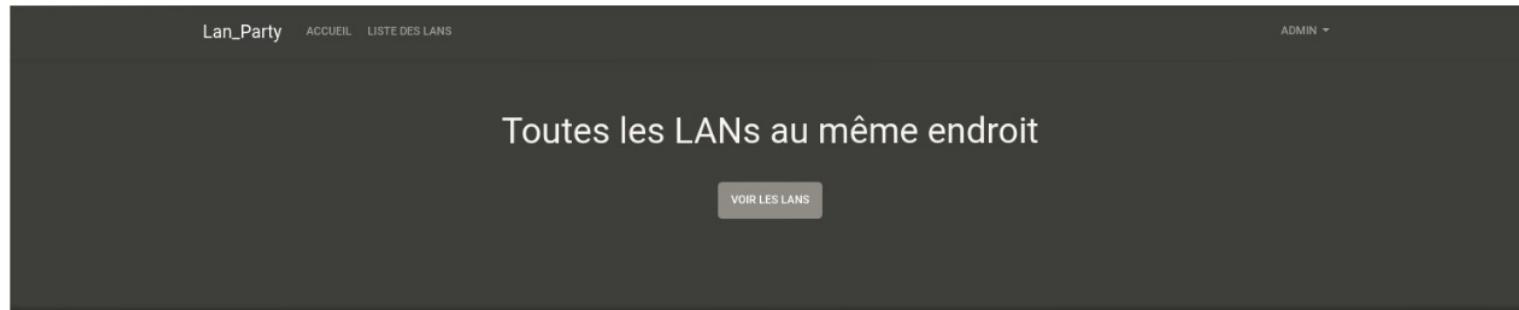 Lan_Party ACCUEIL LISTE DES LANS ADMIN
Toutes les LANs au même endroit
VOIR LES LANS